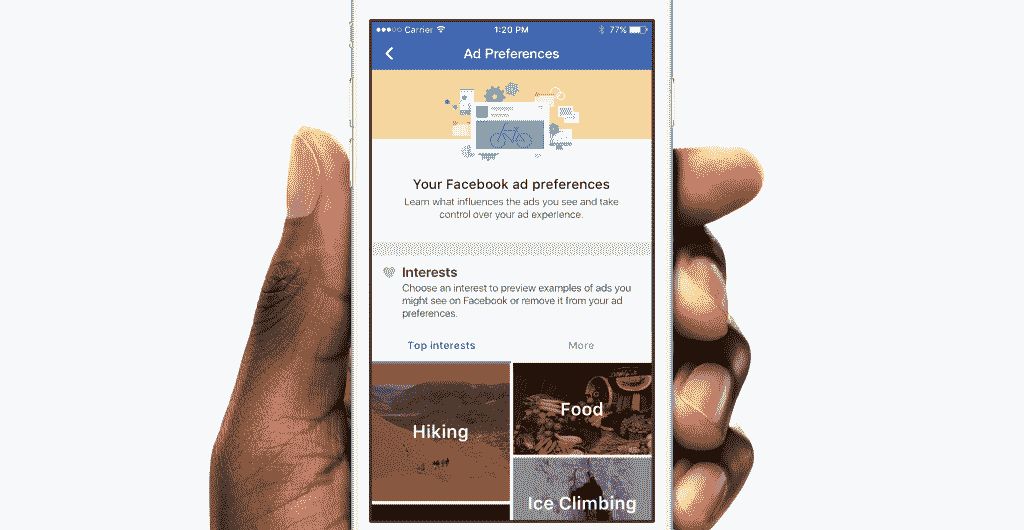 Carrier 1:20 PM 77%
Ad Preferences
Your Facebook ad preferences
Learn what influences the ads you see and take
control over your ad experience.
Interests
Choose an interest to preview examples of ads you
might see on Facebook or remove it from your ad
preferences.
Top interests More
Hiking
Food
Ice Climbing